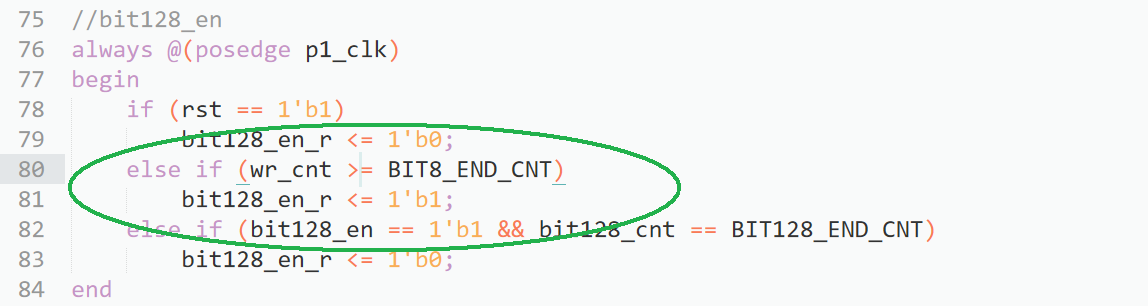 75 //bit128_en
76 always @(posedge p1_clk)
77 begin
78 if (rst == 1'b1)
79 bit128_en_r <= 1'b0;
80 else if (wr_cnt >= BIT8_END_CNT)
81 bit128_en_r <= 1'b1;
82 else if (bit128_en == 1'b1 && bit128_cnt == BIT128_END_CNT)
83 bit128_en_r <= 1'b0;
84 end